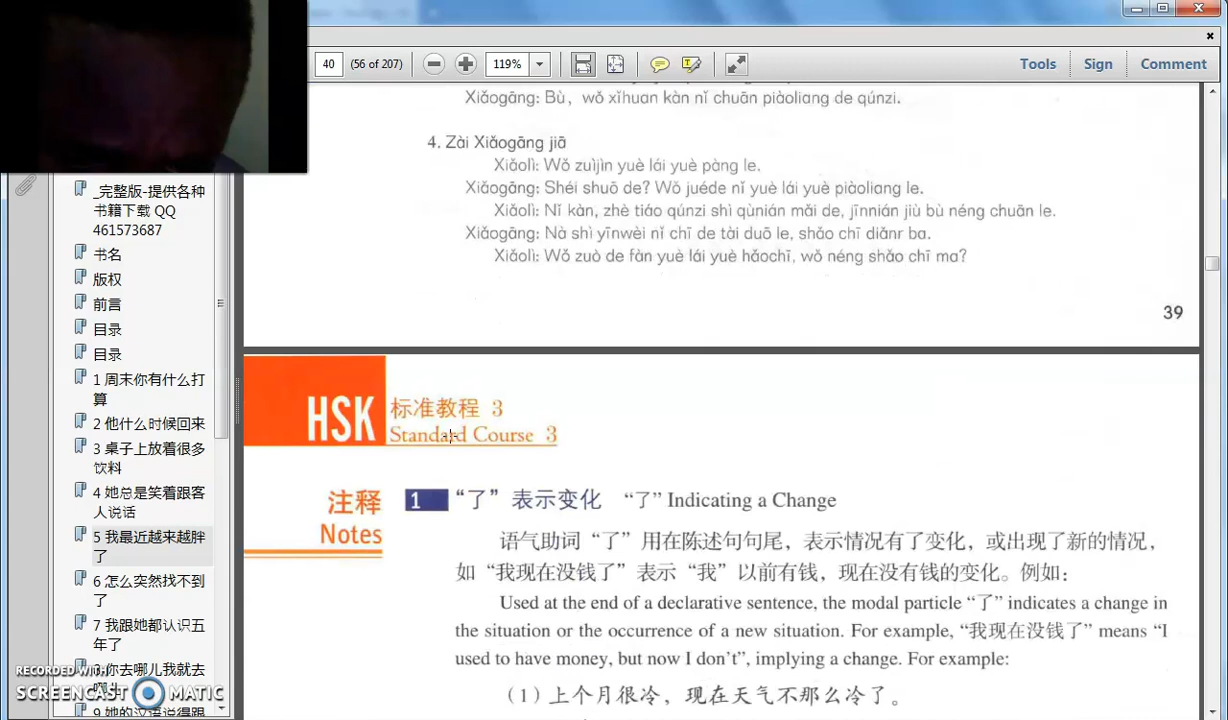 40 (56 of 207) 119% Tools Sign Comment
_完整版-提供各种
书籍下载 QQ
461573687
书名
版权
前言
目录
目录
1 周末你有什么打
算
2 他什么时候回来
3 桌子上放着很多
饮料
4 她总是笑着跟客
人说话
5 我最近越来越胖
了
6 怎么突然找不到
了
7 我跟她都认识五
年了
你去哪儿我就去
9 她的汉语说得跟
RECORDED WITH
SCREENCAST MATIC
Xiǎogāng: Bù, wǒ xǐhuan kàn nǐ chuān piàoliang de qúnzi.
4. Zài Xiǎogāng jiā
Xiǎolì: Wǒ zuìjìn yuè lái yuè pàng le.
Xiǎogāng: Shéi shuō de? Wǒ juéde nǐ yuè lái yuè piàoliang le.
Xiǎolì: Nǐ kàn, zhè tiáo qúnzi shì qùnián mǎi de, jīnnián jiù bù néng chuān le.
Xiǎogāng: Nà shì yīnwèi nǐ chī de tài duō le, shǎo chī diǎnr ba.
Xiǎolì: Wǒ zuò de fàn yuè lái yuè hǎochī, wǒ néng shǎo chī ma?
39
HSK 标准教程 3
Standard Course 3
注释
Notes
1 “了” 表示变化 “了” Indicating a Change
语气助词 “了” 用在陈述句句尾，表示情况有了变化，或出现了新的情况，
如 “我现在没钱了” 表示 “我” 以前有钱，现在没有钱的变化。例如：
Used at the end of a declarative sentence, the modal particle “了” indicates a change in
the situation or the occurrence of a new situation. For example, “我现在没钱了” means “I
used to have money, but now I don’t”, implying a change. For example:
（1）上个月很冷，现在天气不那么冷了。